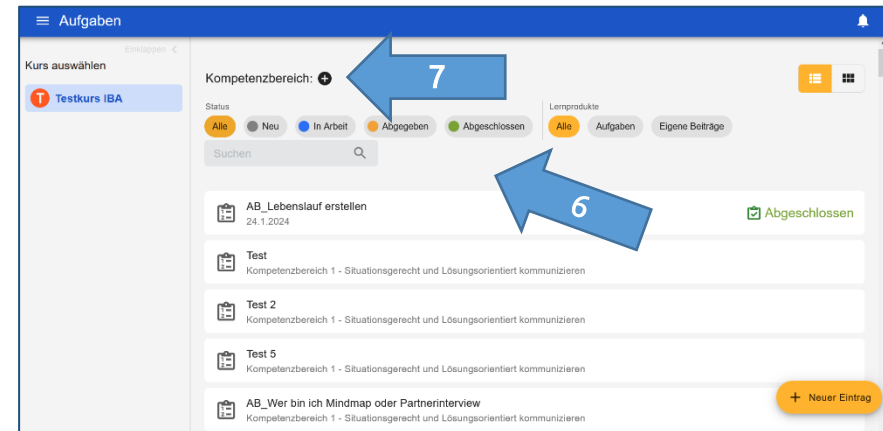 Aufgaben
Einklappen
Kurs auswählen
T Testkurs IBA
Kompetenzbereich:
7
Status
Lernprodukte
Alle Neu In Arbeit Abgegeben Abgeschlossen Alle Aufgaben Eigene Beiträge
Suchen
6
AB_Lebenslauf erstellen
24.1.2024
Abgeschlossen
Test
Kompetenzbereich 1 - Situationsgerecht und Lösungsorientiert kommunizieren
Test 2
Kompetenzbereich 1 - Situationsgerecht und Lösungsorientiert kommunizieren
Test 5
Kompetenzbereich 1 - Situationsgerecht und Lösungsorientiert kommunizieren
AB_Wer bin ich Mindmap oder Partnerinterview
Kompetenzbereich 1 - Situationsgerecht und Lösungsorientiert kommunizieren
+ Neuer Eintrag